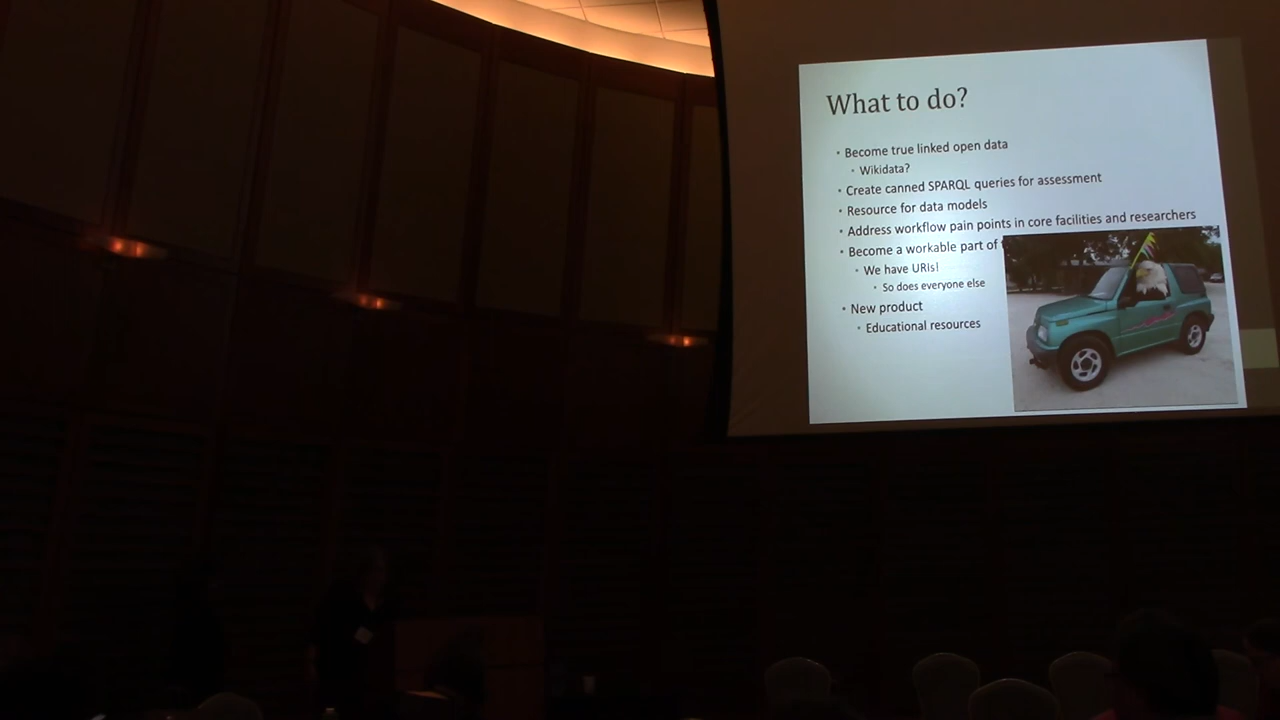 What to do?
• Become true linked open data
• Wikidata?
• Create canned SPARQL queries for assessment
• Resource for data models
• Address workflow pain points in core facilities and researchers
• Become a workable part of
• We have URIs!
• So does everyone else
• New product
• Educational resources